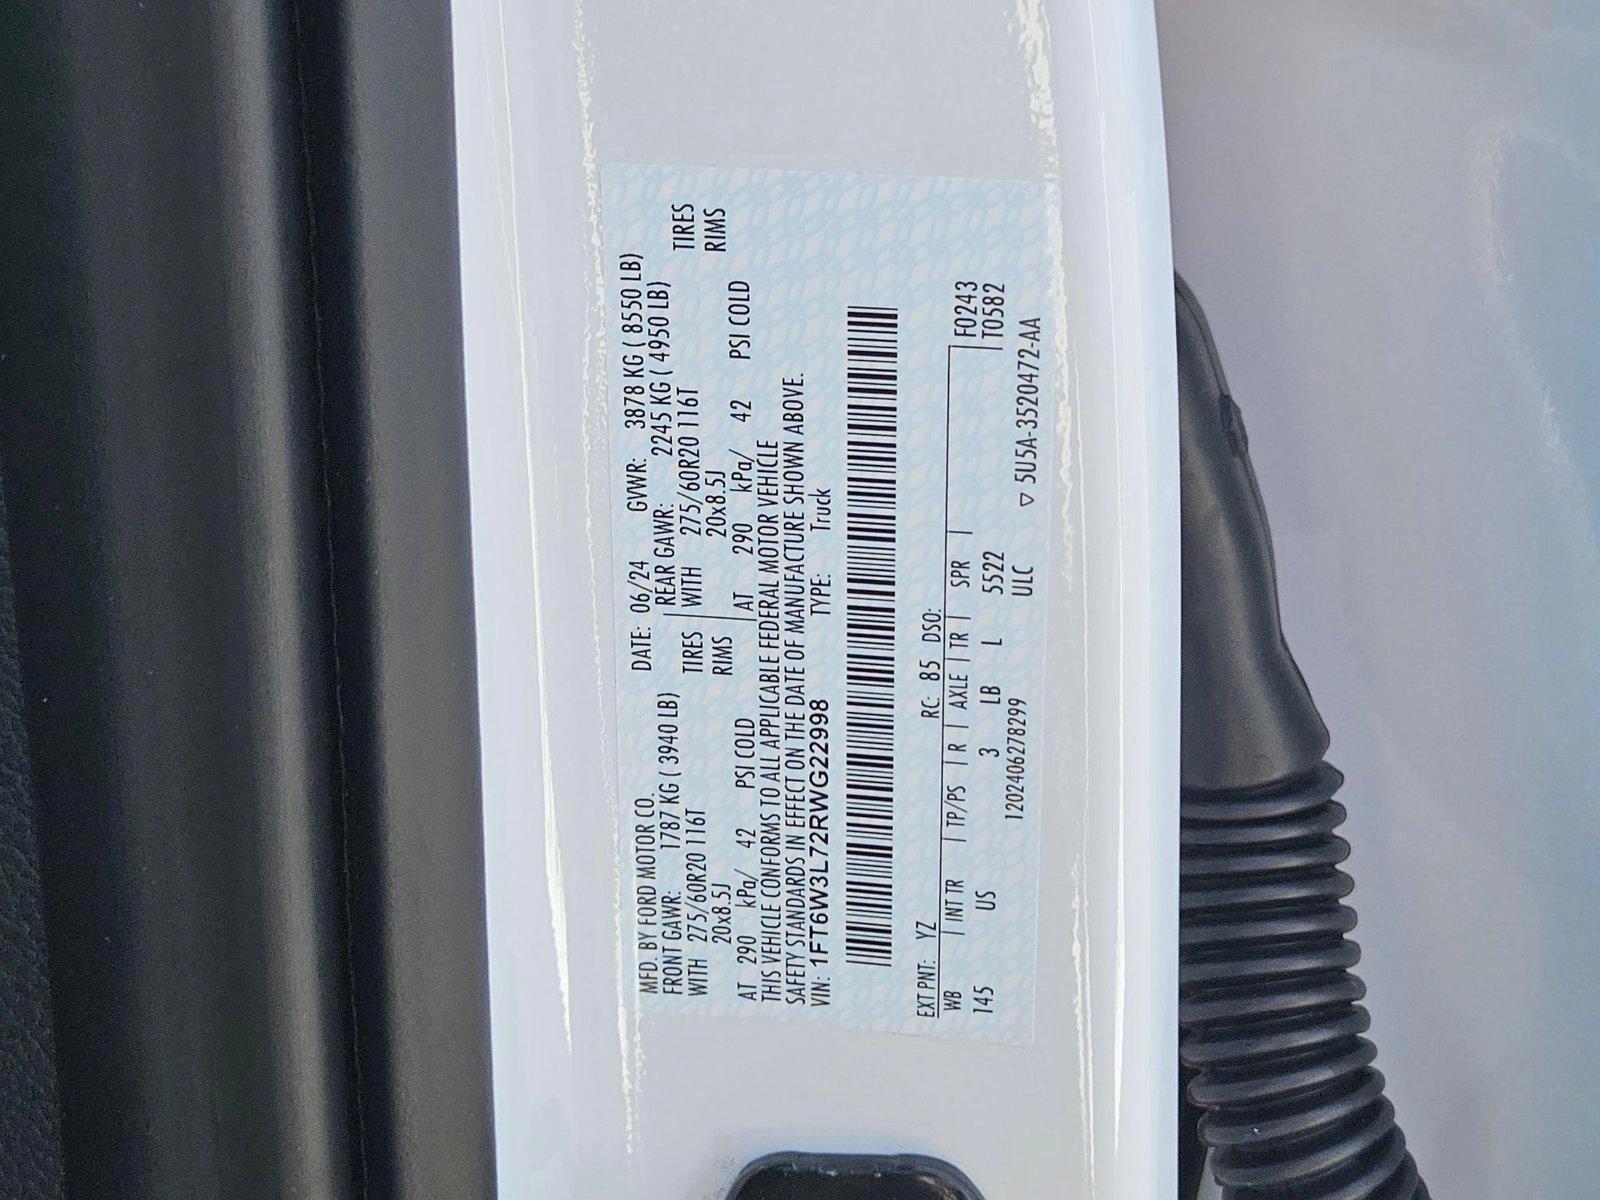 MFD. BY FORD MOTOR CO. DATE: 06/24 GVWR: 3878 KG ( 8550 LB)
FRONT GAWR: 1787 KG ( 3940 LB) REAR GAWR: 2245 KG ( 4950 LB)
WITH 275/60R20 116T TIRES WITH 275/60R20 116T TIRES
20x8.5J RIMS 20x8.5J RIMS
AT 290 kPa/ 42 PSI COLD AT 290 kPa/ 42 PSI COLD
THIS VEHICLE CONFORMS TO ALL APPLICABLE FEDERAL MOTOR VEHICLE
SAFETY STANDARDS IN EFFECT ON THE DATE OF MANUFACTURE SHOWN ABOVE.
VIN: 1FT6W3L72RWG22998 TYPE: Truck
EXT PNT: YZ RC: 85 DSO:
WB | INT TR | TP/PS | R | AXLE | TR | SPR | F0243
145 US 3 LB L 5522 T0582
1202406278299 ULC ▽ 5U5A-3520472-AA